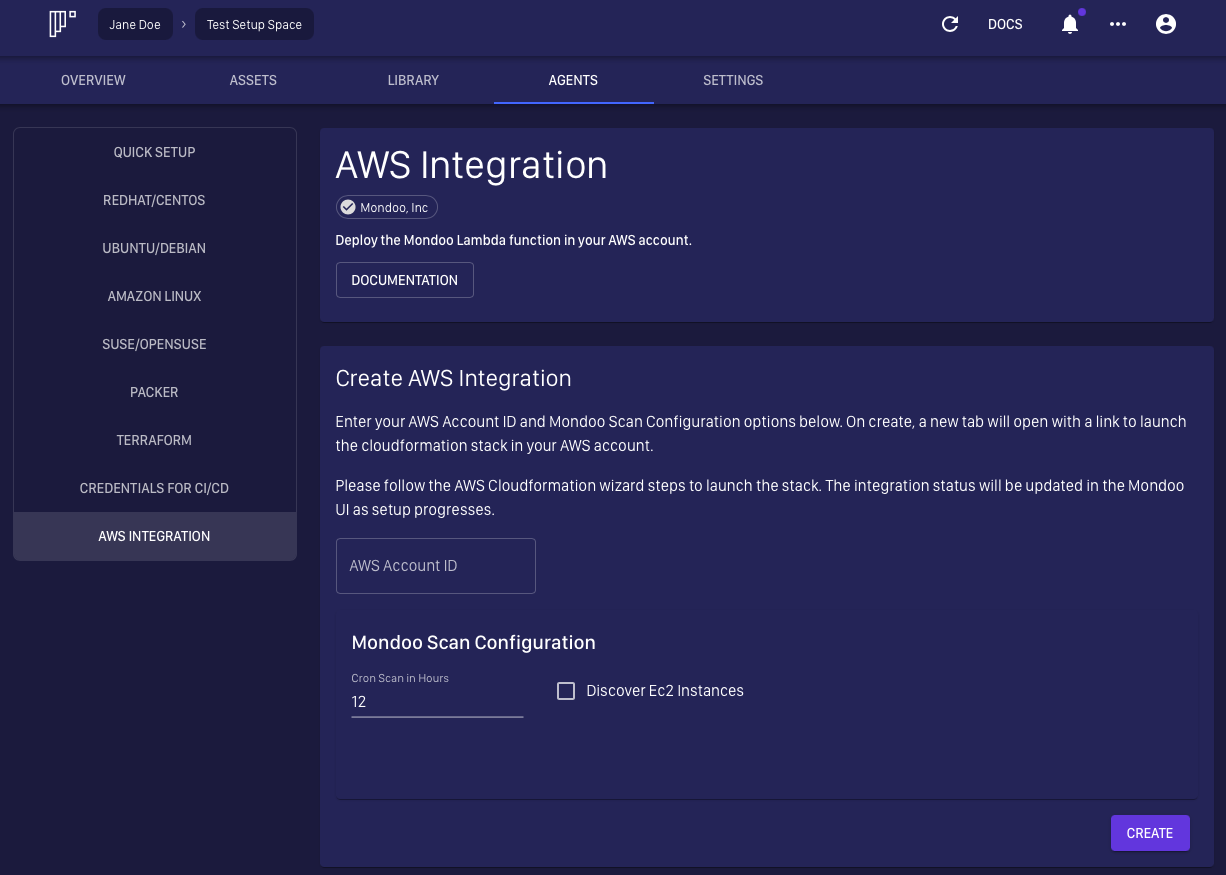 Jane Doe
Test Setup Space
DOCS
OVERVIEW
ASSETS
LIBRARY
AGENTS
SETTINGS
QUICK SETUP
REDHAT/CENTOS
UBUNTU/DEBIAN
AMAZON LINUX
SUSE/OPENSUSE
PACKER
TERRAFORM
CREDENTIALS FOR CI/CD
AWS INTEGRATION
AWS Integration
Mondoo, Inc
Deploy the Mondoo Lambda function in your AWS account.
DOCUMENTATION
Create AWS Integration
Enter your AWS Account ID and Mondoo Scan Configuration options below. On create, a new tab will open with a link to launch
the cloudformation stack in your AWS account.
Please follow the AWS Cloudformation wizard steps to launch the stack. The integration status will be updated in the Mondoo
UI as setup progresses.
AWS Account ID
Mondoo Scan Configuration
Cron Scan in Hours
12
Discover Ec2 Instances
CREATE